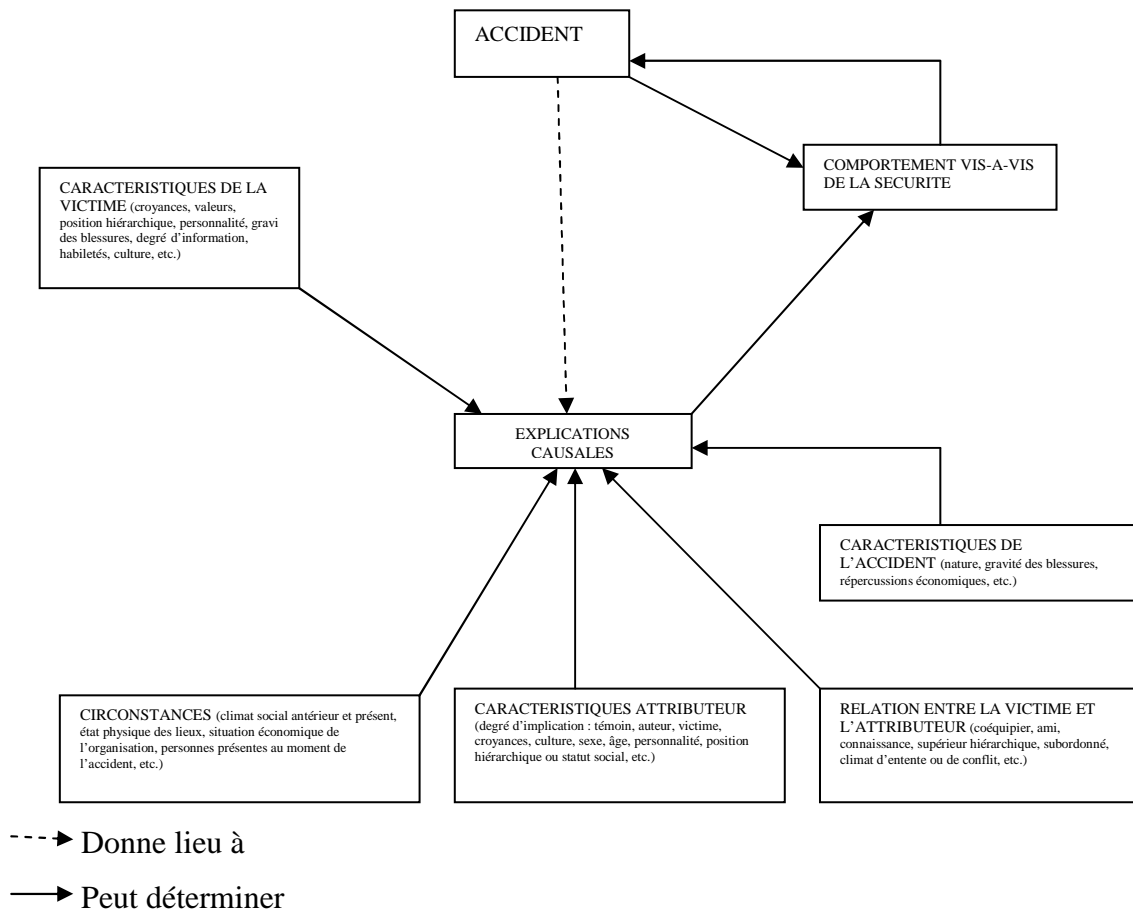 ACCIDENT
COMPORTEMENT VIS-A-VIS
DE LA SECURITE
CARACTERISTIQUES DE LA
VICTIME (croyances, valeurs,
position hiérarchique, personnalité, gravi
des blessures, degré d’information,
habiletés, culture, etc.)
EXPLICATIONS
CAUSALES
CARACTERISTIQUES DE
L’ACCIDENT (nature, gravité des blessures,
répercussions économiques, etc.)
CIRCONSTANCES (climat social antérieur et présent,
état physique des lieux, situation économique de
l’organisation, personnes présentes au moment de
l’accident, etc.)
CARACTERISTIQUES ATTRIBUTEUR
(degré d’implication : témoin, auteur, victime,
croyances, culture, sexe, âge, personnalité, position
hiérarchique ou statut social, etc.)
RELATION ENTRE LA VICTIME ET
L’ATTRIBUTEUR (coéquipier, ami,
connaissance, supérieur hiérarchique, subordonné,
climat d’entente ou de conflit, etc.)
Donne lieu à
Peut déterminer